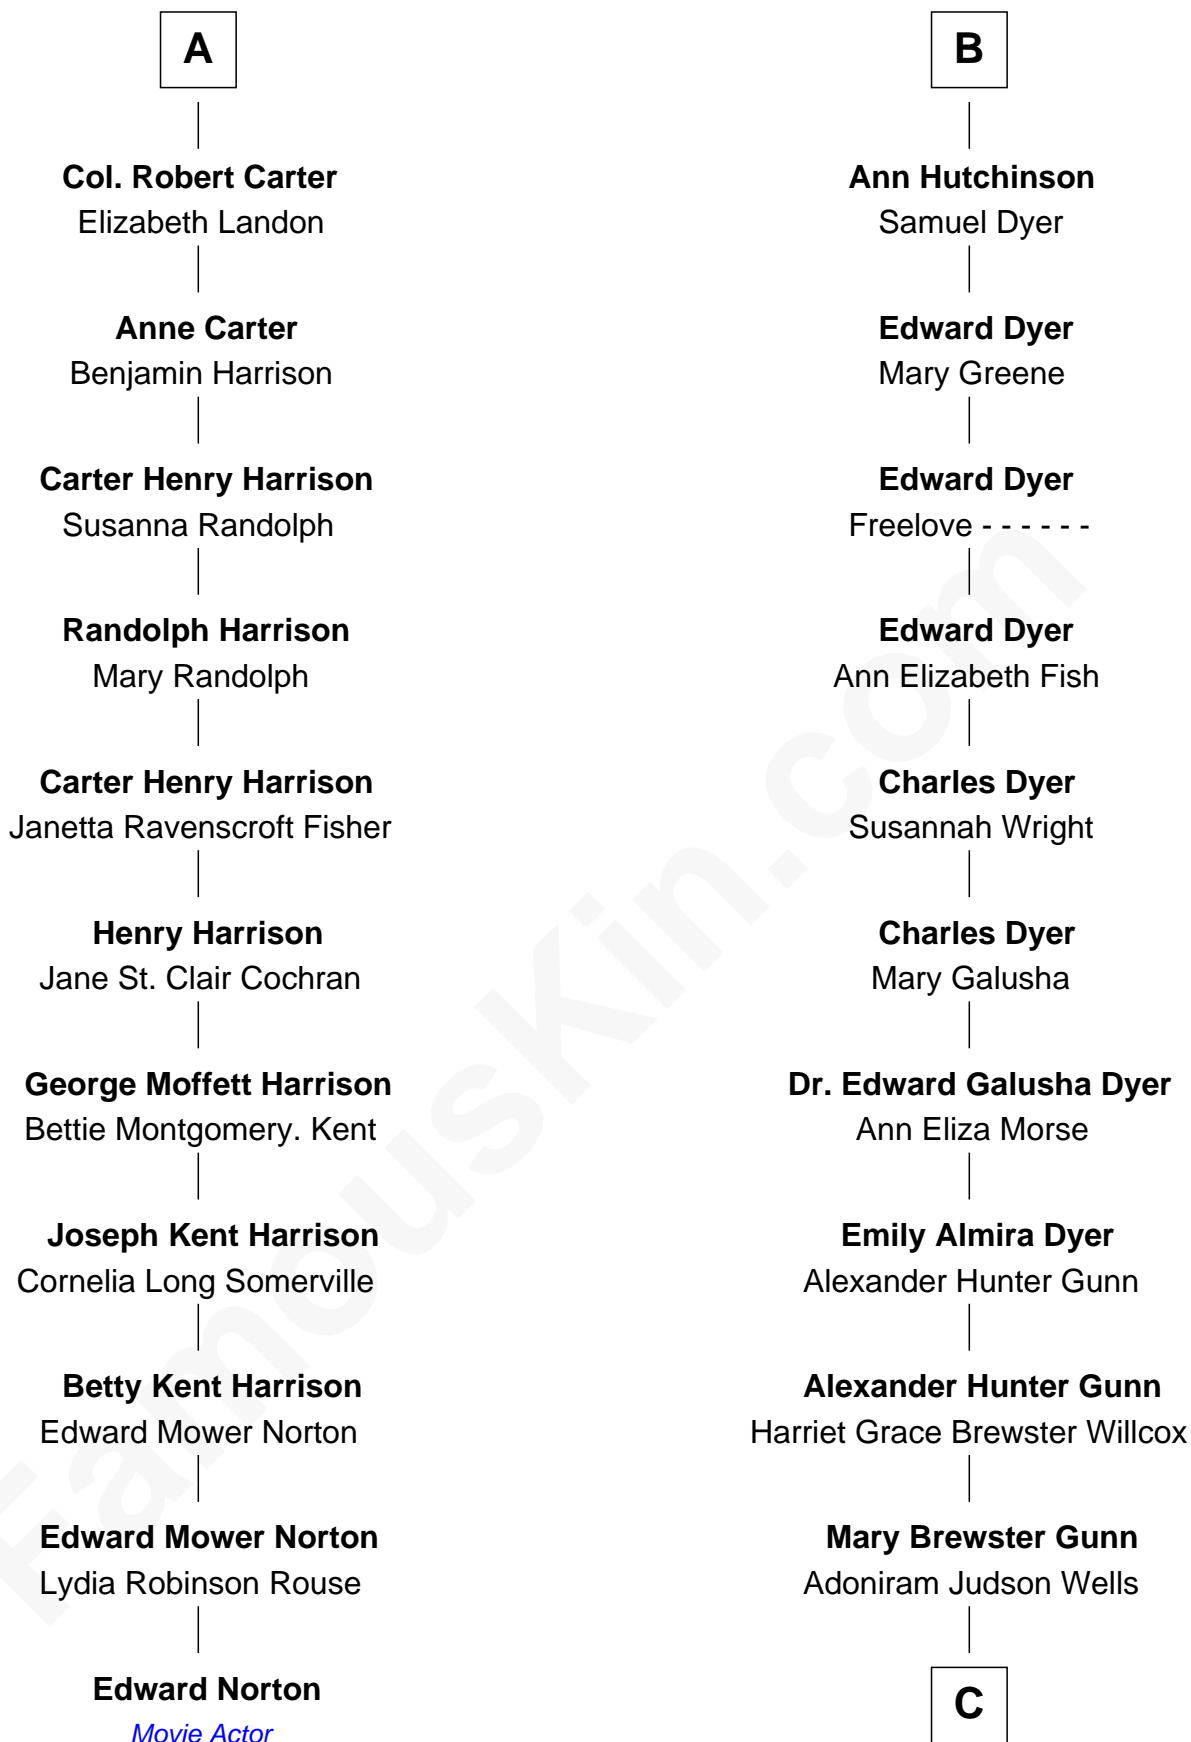 A
Col. Robert Carter
Elizabeth Landon
Anne Carter
Benjamin Harrison
Carter Henry Harrison
Susanna Randolph
Randolph Harrison
Mary Randolph
Carter Henry Harrison
Janetta Ravenscroft Fisher
Henry Harrison
Jane St. Clair Cochran
George Moffett Harrison
Bettie Montgomery. Kent
Joseph Kent Harrison
Cornelia Long Somerville
Betty Kent Harrison
Edward Mower Norton
Edward Mower Norton
Lydia Robinson Rouse
Edward Norton
Movie Actor
B
Ann Hutchinson
Samuel Dyer
Edward Dyer
Mary Greene
Edward Dyer
Freelove - - - - - -
Edward Dyer
Ann Elizabeth Fish
Charles Dyer
Susannah Wright
Charles Dyer
Mary Galusha
Dr. Edward Galusha Dyer
Ann Eliza Morse
Emily Almira Dyer
Alexander Hunter Gunn
Alexander Hunter Gunn
Harriet Grace Brewster Willcox
Mary Brewster Gunn
Adoniram Judson Wells
C
FamousKin.com